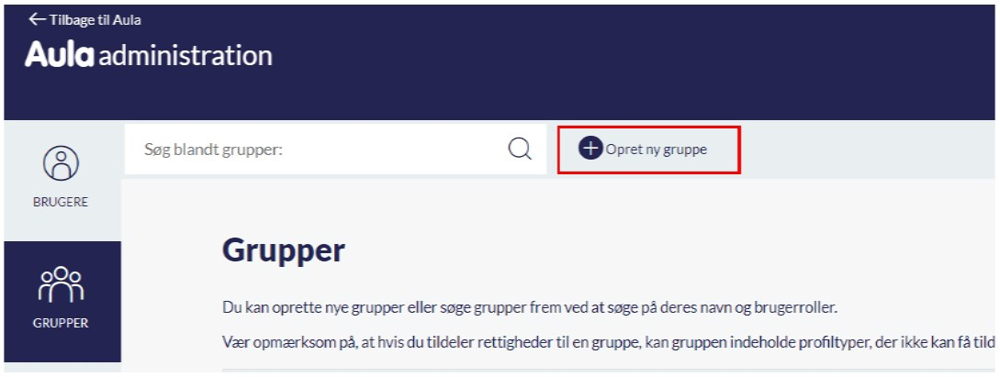 ← Tilbage til Aula
Aula administration
Søg blandt grupper:
Opret ny gruppe
BRUGERE
Grupper
Du kan oprette nye grupper eller søge grupper frem ved at søge på deres navn og brugerroller.
GRUPPER
Vær opmærksom på, at hvis du tildeler rettigheder til en gruppe, kan gruppen indeholde profiltyper, der ikke kan få tild